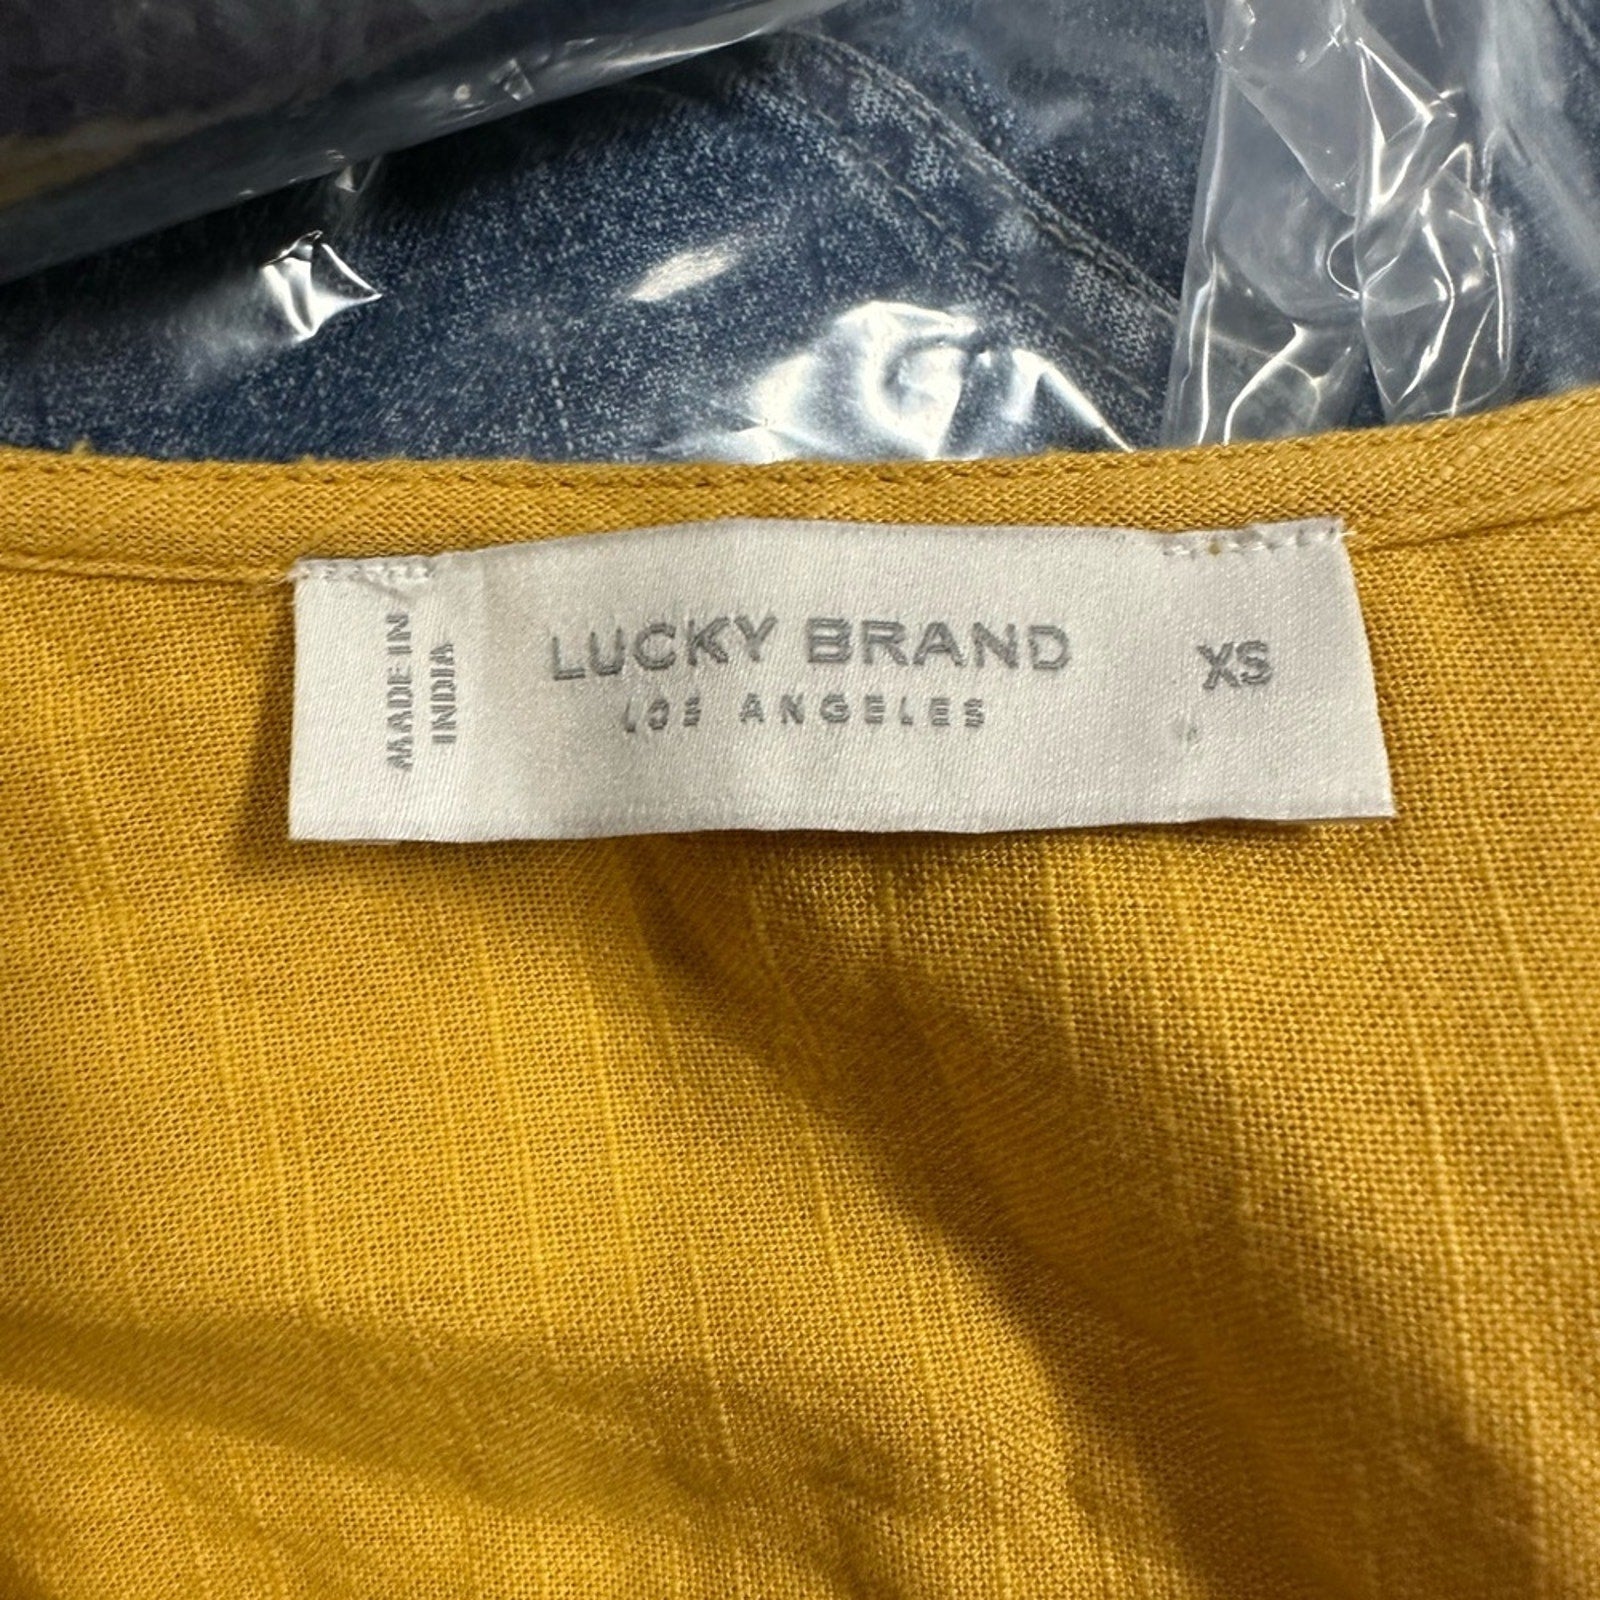 MADE IN
INDIA
LUCKY BRAND
LOS ANGELES
XS